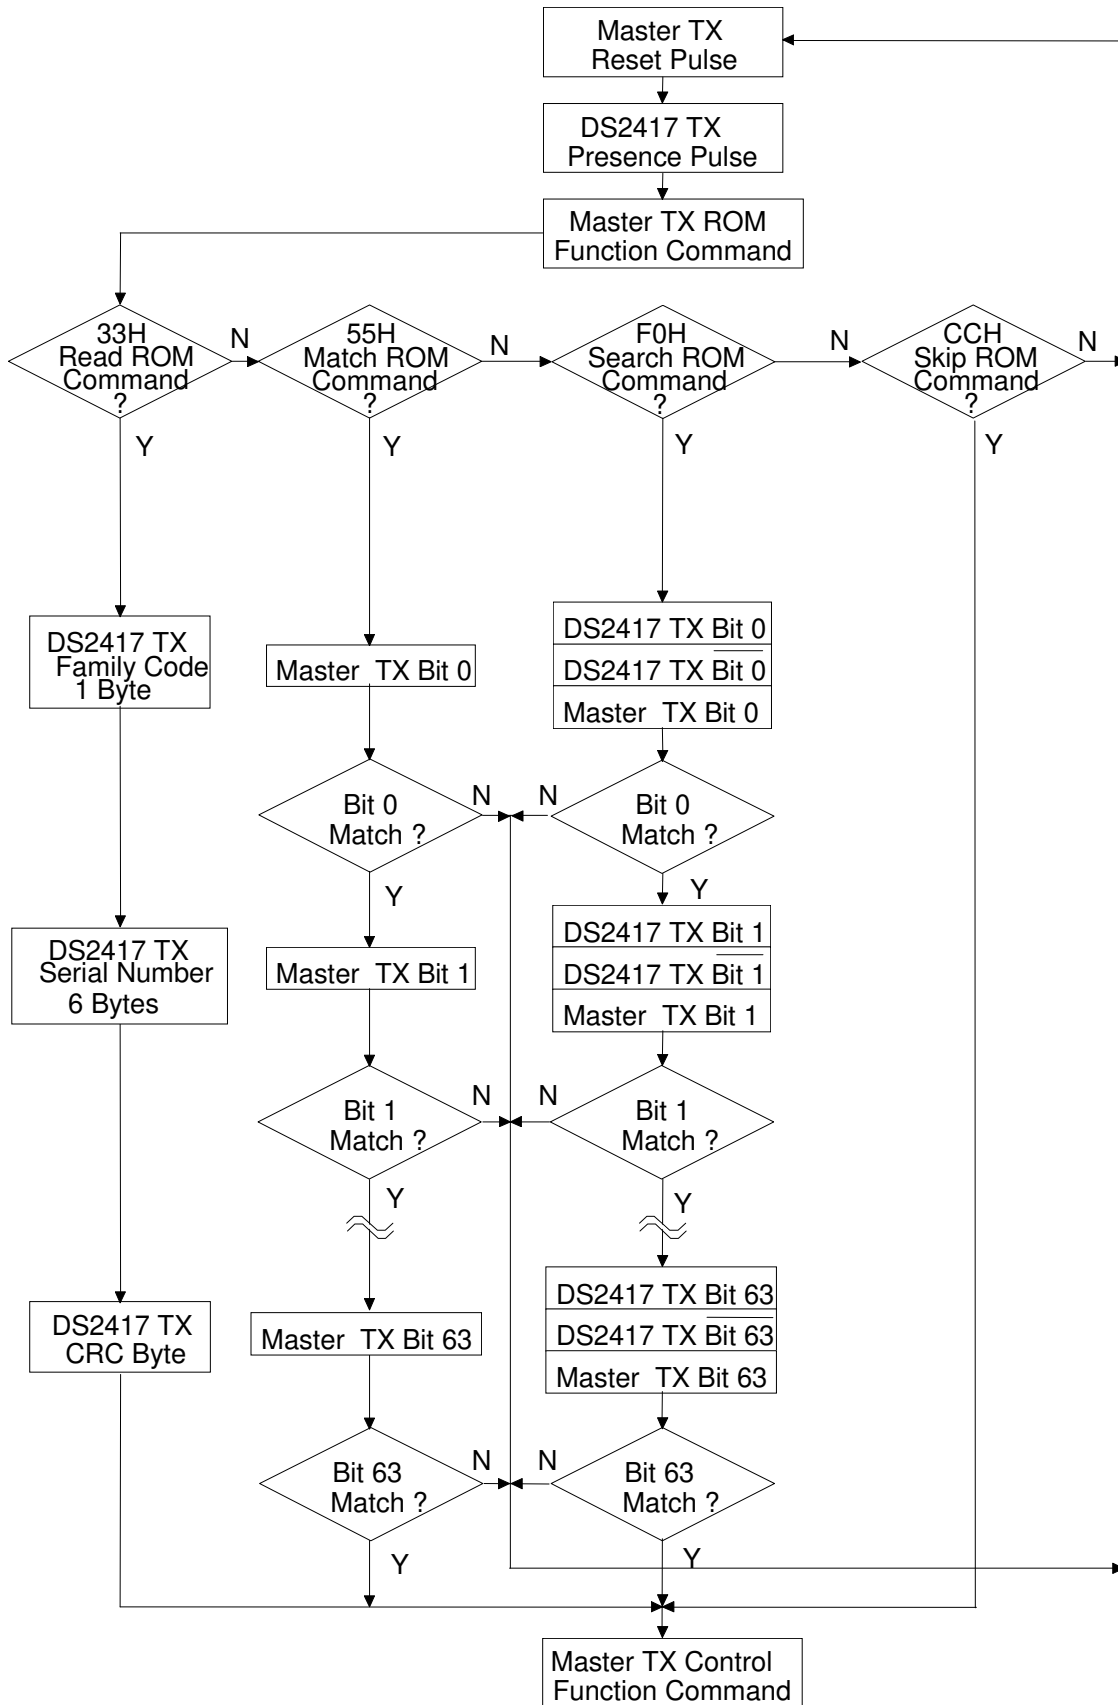 Master TX
Reset Pulse
DS2417 TX
Presence Pulse
Master TX ROM
Function Command
33H
Read ROM
Command
?
N
Y
55H
Match ROM
Command
?
N
Y
F0H
Search ROM
Command
?
N
Y
CCH
Skip ROM
Command
?
N
Y
DS2417 TX
Family Code
1 Byte
DS2417 TX
Serial Number
6 Bytes
DS2417 TX
CRC Byte
Master TX Bit 0
Bit 0
Match ?
N
Y
Master TX Bit 1
Bit 1
Match ?
N
Y
Master TX Bit 63
Bit 63
Match ?
N
Y
DS2417 TX Bit 0
DS2417 TX B̅i̅t̅ ̅0̅
Master TX Bit 0
Bit 0
Match ?
N
Y
DS2417 TX Bit 1
DS2417 TX B̅i̅t̅ ̅1̅
Master TX Bit 1
Bit 1
Match ?
N
Y
DS2417 TX Bit 63
DS2417 TX B̅i̅t̅ ̅6̅3̅
Master TX Bit 63
Bit 63
Match ?
N
Y
Master TX Control
Function Command